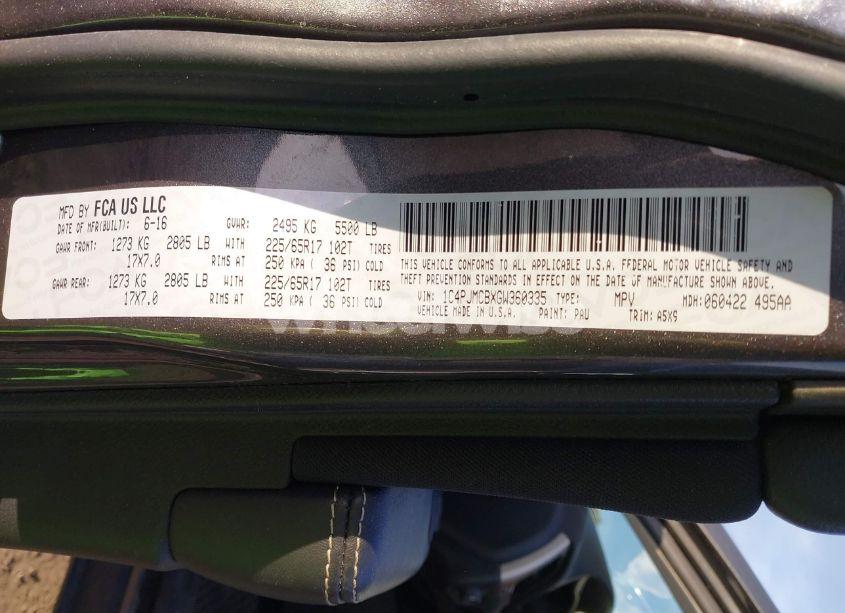 MFD BY FCA US LLC
DATE OF MFR(BUILT): 6-16 GVWR: 2495 KG 5500 LB
GAWR FRONT: 1273 KG 2805 LB WITH 225/65R17 102T TIRES
17X7.0 RIMS AT 250 KPA ( 36 PSI) COLD
GAWR REAR: 1273 KG 2805 LB WITH 225/65R17 102T TIRES
17X7.0 RIMS AT 250 KPA ( 36 PSI) COLD
THIS VEHICLE CONFORMS TO ALL APPLICABLE U.S.A. FFDERAL MOTOR VEHICLE SAFETY AND
THEFT PREVENTION STANDARDS IN EFFECT ON THE DATE OF MANUFACTURE SHOWN ABOVE.
VIN: 1C4PJMCBXGW360335 TYPE: MPV MDH: 060422 495AA
VEHICLE MADE IN U.S.A. PAINT: PAU TRIM: A5X9